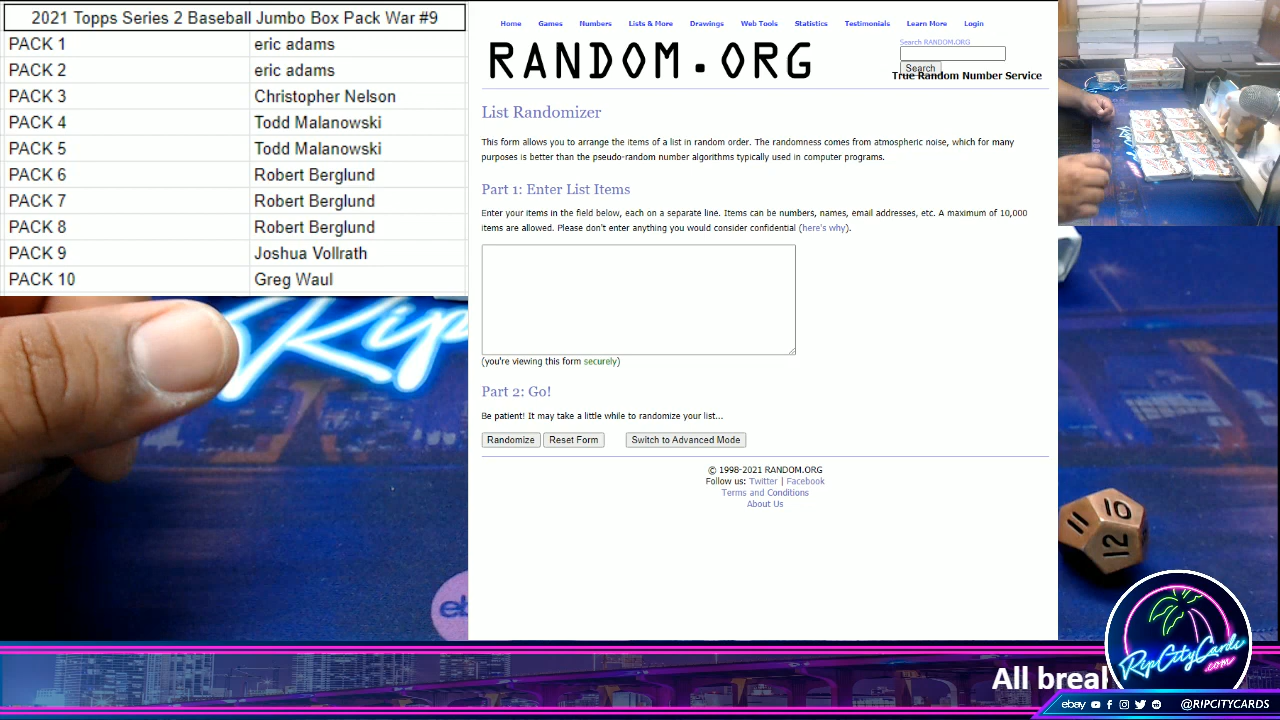 2021 Topps Series 2 Baseball Jumbo Box Pack War #9
PACK 1 eric adams
PACK 2 eric adams
PACK 3 Christopher Nelson
PACK 4 Todd Malanowski
PACK 5 Todd Malanowski
PACK 6 Robert Berglund
PACK 7 Robert Berglund
PACK 8 Robert Berglund
PACK 9 Joshua Vollrath
PACK 10 Greg Waul
Home Games Numbers Lists & More Drawings Web Tools Statistics Testimonials Learn More Login
RANDOM.ORG
Search RANDOM.ORG
Search
True Random Number Service
List Randomizer
This form allows you to arrange the items of a list in random order. The randomness comes from atmospheric noise, which for many
purposes is better than the pseudo-random number algorithms typically used in computer programs.
Part 1: Enter List Items
Enter your items in the field below, each on a separate line. Items can be numbers, names, email addresses, etc. A maximum of 10,000
items are allowed. Please don't enter anything you would consider confidential (here's why).
(you're viewing this form securely)
Part 2: Go!
Be patient! It may take a little while to randomize your list...
Randomize Reset Form Switch to Advanced Mode
© 1998-2021 RANDOM.ORG
Follow us: Twitter | Facebook
Terms and Conditions
About Us
Rip
eb
11 10
12
All brea
RipCityCards
.com
ebay @RIPCITYCARDS